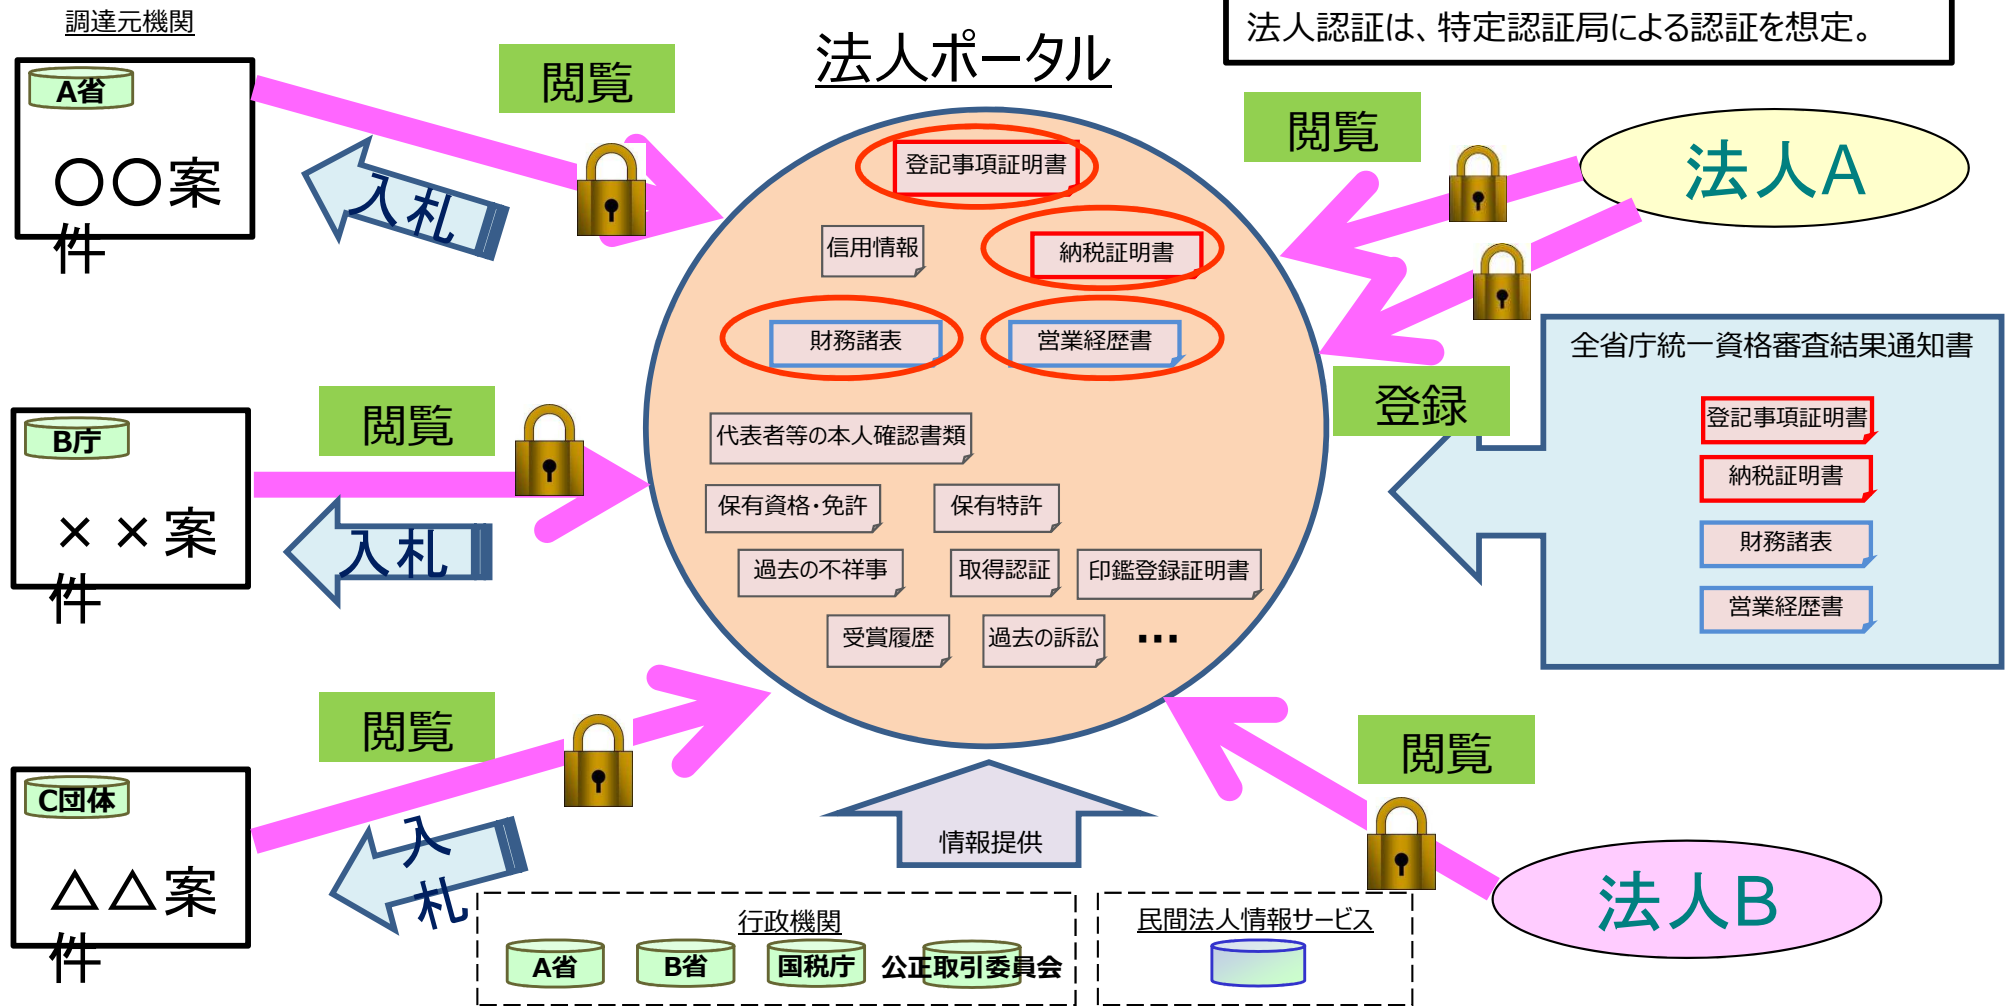 調達元機関
法人ポータル
法人認証は、特定認証局による認証を想定。
A省
○○案
件
閲覧
入札
B庁
××案
件
閲覧
入札
C団体
△△案
件
閲覧
入
札
登記事項証明書
信用情報
納税証明書
財務諸表
営業経歴書
代表者等の本人確認書類
保有資格・免許
保有特許
過去の不祥事
取得認証
印鑑登録証明書
受賞履歴
過去の訴訟
…
閲覧
法人A
登録
全省庁統一資格審査結果通知書
登記事項証明書
納税証明書
財務諸表
営業経歴書
閲覧
法人B
情報提供
行政機関
A省
B省
国税庁
公正取引委員会
民間法人情報サービス